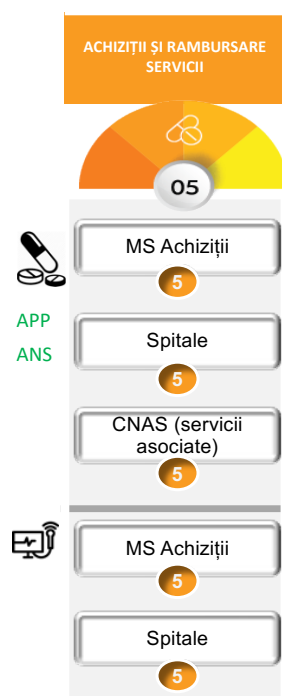 ACHIZIȚII ȘI RAMBURSARE
SERVICII
05
MS Achiziții
5
APP
ANS
Spitale
5
CNAS (servicii
asociate)
5
MS Achiziții
5
Spitale
5